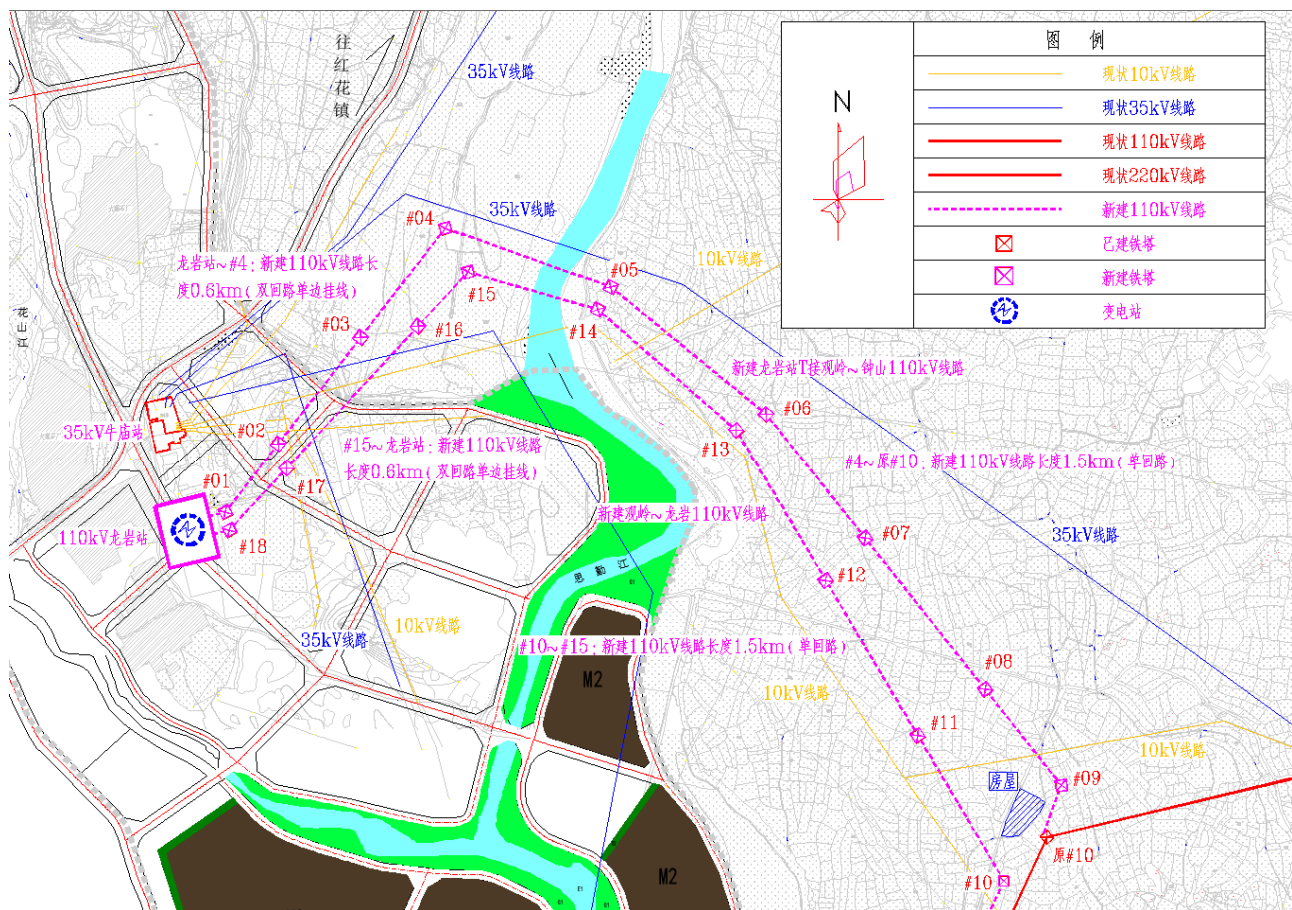 图 例
现状10kV线路
现状35kV线路
现状110kV线路
现状220kV线路
新建110kV线路
已建铁塔
新建铁塔
变电站
N
往红花镇
35kV线路
35kV线路
#04
#05
10kV线路
龙岩站~#4：新建110kV线路长
度0.6km（双回路单边挂线）
#15
#14
#03
#16
花山江
新建龙岩站T接观岭~钟山110kV线路
#06
#13
35kV牛庙站
#02
#15~龙岩站：新建110kV线路
长度0.6km（双回路单边挂线）
#4~原#10：新建110kV线路长度1.5km（单回路）
#17
#01
新建观岭~龙岩110kV线路
110kV龙岩站
#18
#07
35kV线路
#12
思勤江
35kV线路
10kV线路
#10~#15：新建110kV线路长度1.5km（单回路）
M2
10kV线路
#08
#11
10kV线路
房屋
#09
原#10
M2
#10